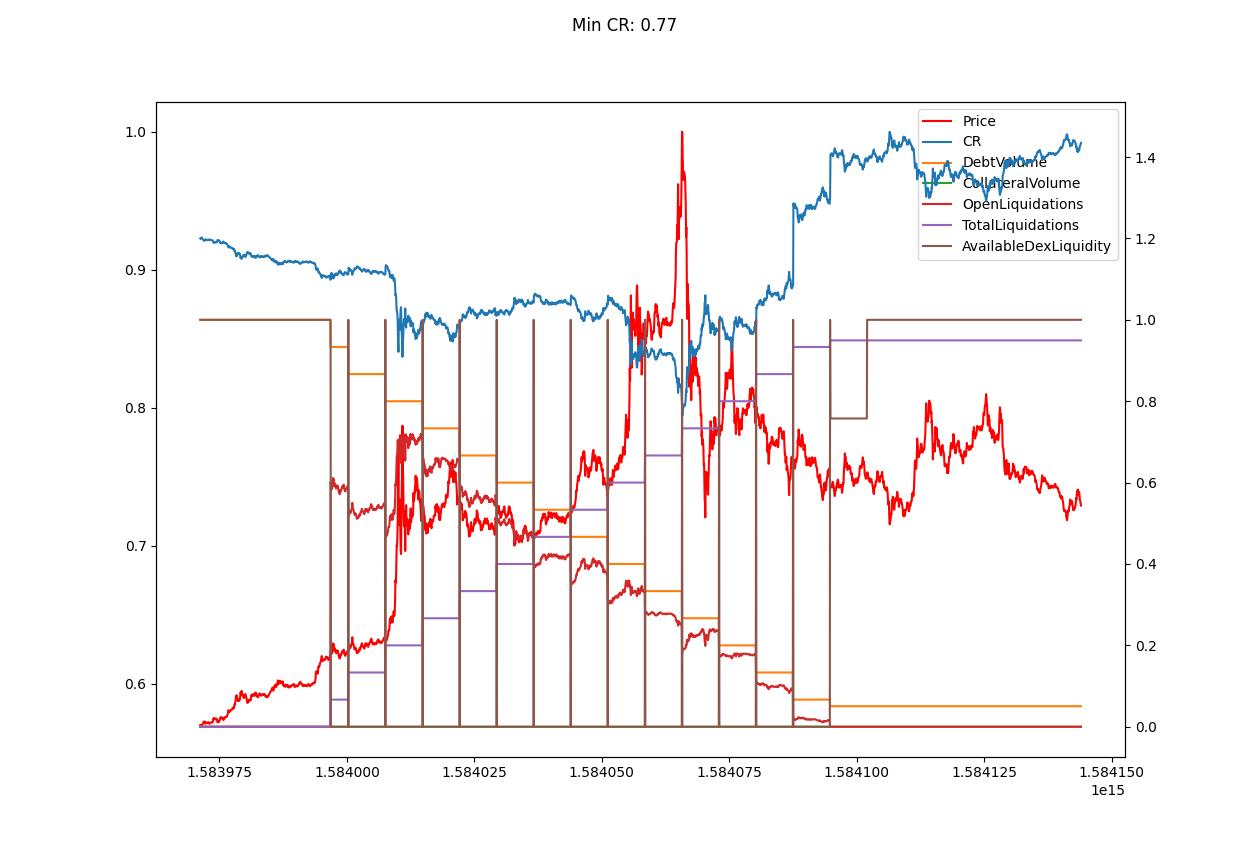 Min CR: 0.77
1.0
0.9
0.8
0.7
0.6
Price
CR
DebtVolume
CollateralVolume
OpenLiquidations
TotalLiquidations
AvailableDexLiquidity
1.4
1.2
1.0
0.8
0.6
0.4
0.2
0.0
1.583975 1.584000 1.584025 1.584050 1.584075 1.584100 1.584125 1.584150
1e15